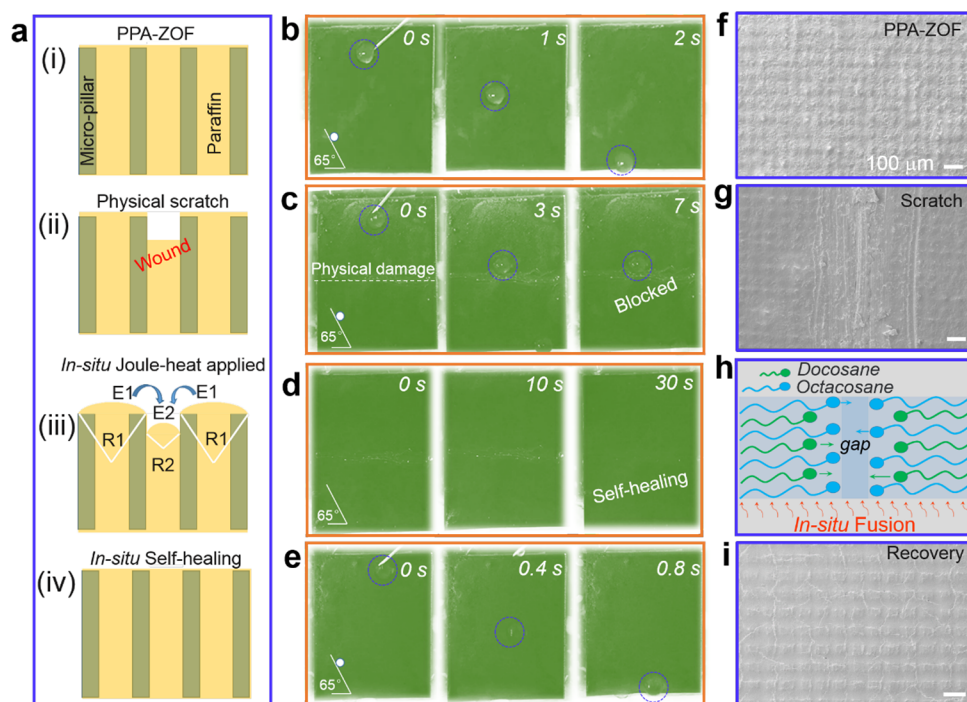 a
PPA-ZOF
(i)
Micro-pillar
Paraffin
Physical scratch
(ii)
Wound
In-situ Joule-heat applied
E1
E1
E2
(iii)
R1
R1
R2
In-situ Self-healing
(iv)
b
0 s
1 s
2 s
65°
c
0 s
3 s
7 s
Physical damage
Blocked
65°
d
0 s
10 s
30 s
Self-healing
65°
e
0 s
0.4 s
0.8 s
65°
f
PPA-ZOF
100 μm
g
Scratch
h
Docosane
Octacosane
gap
In-situ Fusion
i
Recovery